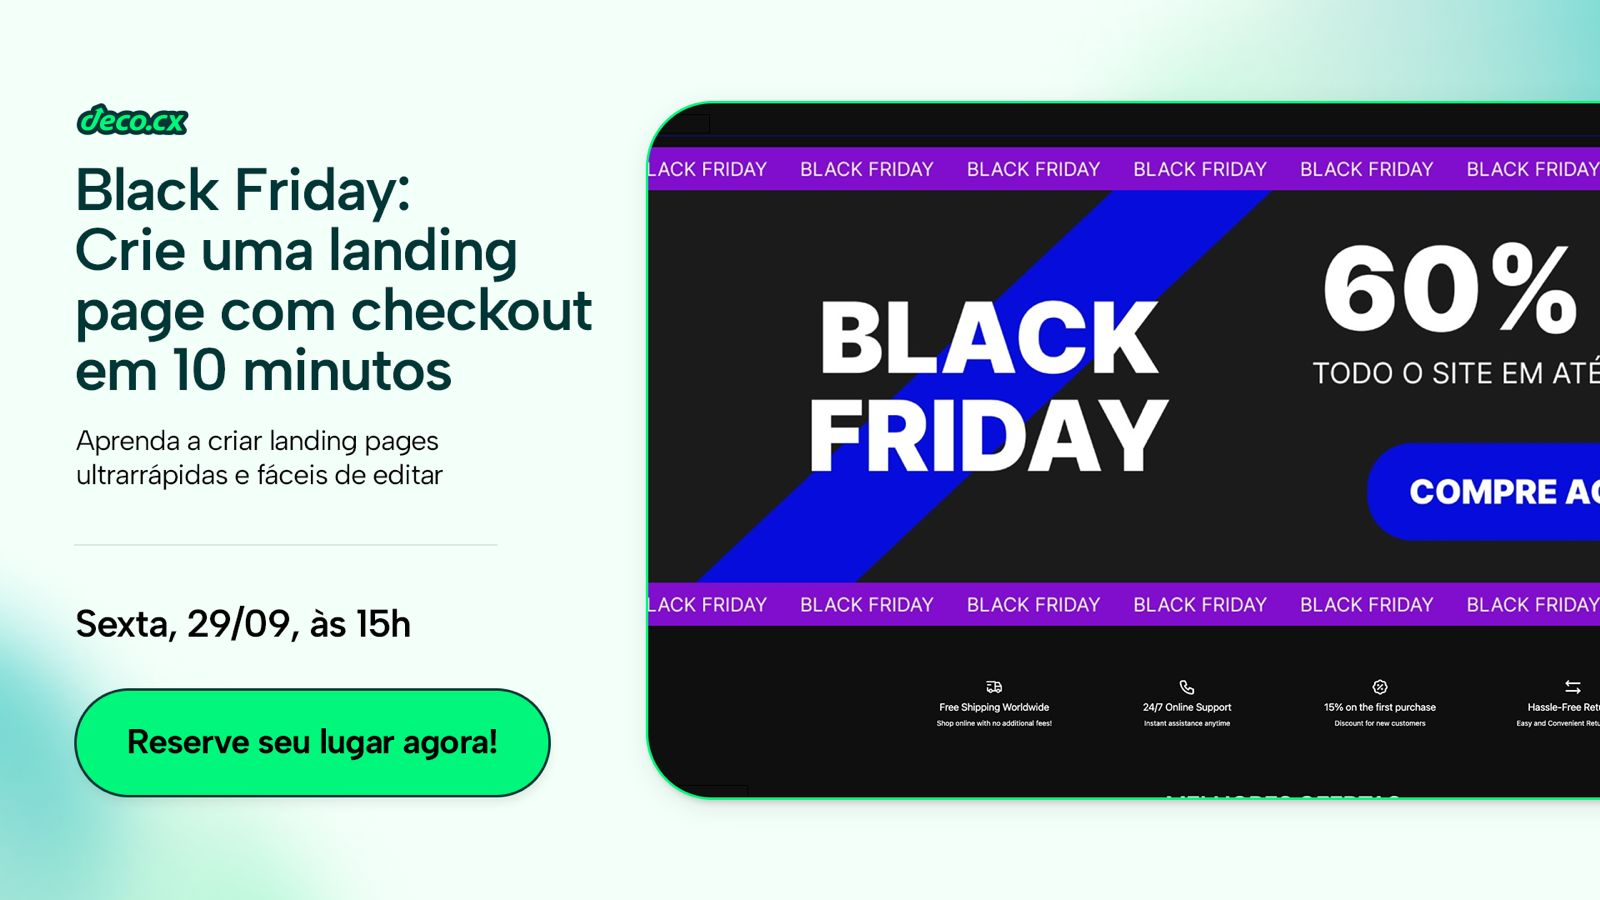 deco.cx
Black Friday:
Crie uma landing
page com checkout
em 10 minutos
Aprenda a criar landing pages
ultrarrápidas e fáceis de editar
Sexta, 29/09, às 15h
Reserve seu lugar agora!
LACK FRIDAY BLACK FRIDAY BLACK FRIDAY BLACK FRIDAY BLACK FRIDAY BLACK FRIDAY
BLACK
FRIDAY
60%
TODO O SITE EM ATÉ
COMPRE AG
LACK FRIDAY BLACK FRIDAY BLACK FRIDAY BLACK FRIDAY BLACK FRIDAY BLACK FRIDAY
Free Shipping Worldwide
Shop online with no additional fees!
24/7 Online Support
Instant assistance anytime
15% on the first purchase
Discount for new customers
Hassle-Free Retu
Easy and Convenient Retu
MELHORES OFERTAS